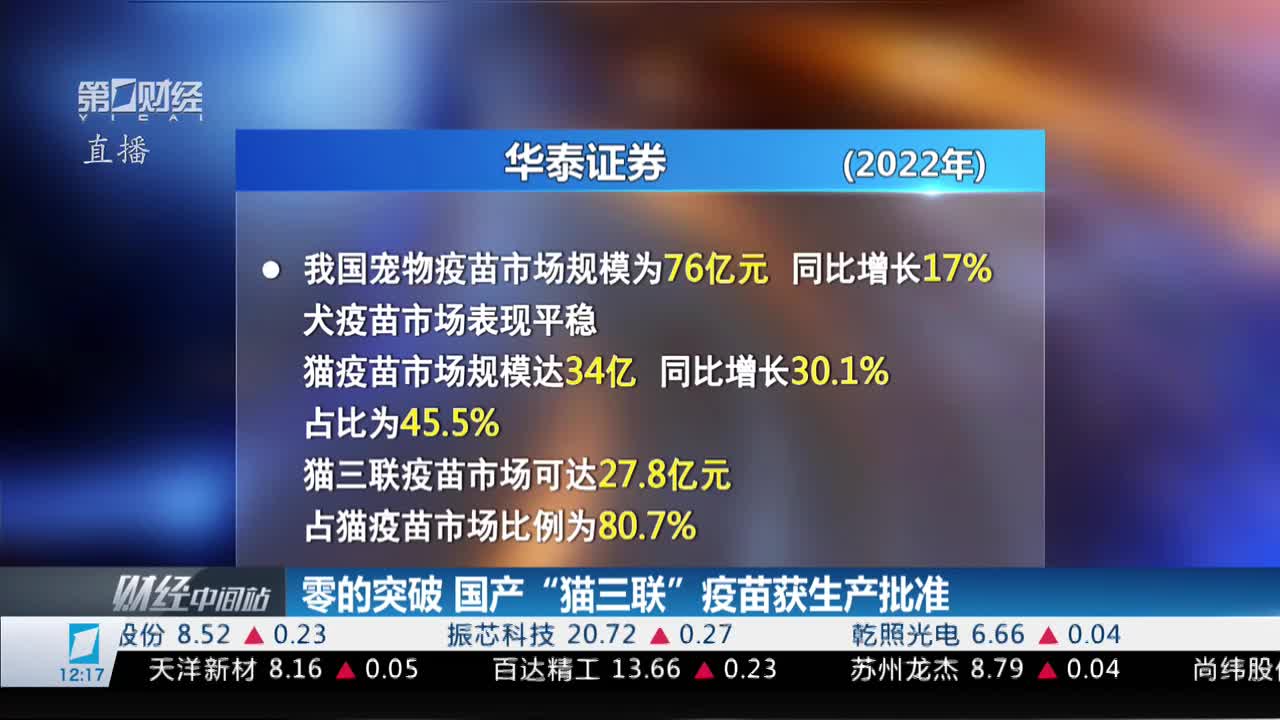 第一财经
YICAI
直播
华泰证券 (2022年)
我国宠物疫苗市场规模为76亿元 同比增长17%
犬疫苗市场表现平稳
猫疫苗市场规模达34亿 同比增长30.1%
占比为45.5%
猫三联疫苗市场可达27.8亿元
占猫疫苗市场比例为80.7%
财经中间站 零的突破 国产“猫三联”疫苗获生产批准
股份 8.52 ▲ 0.23 振芯科技 20.72 ▲ 0.27 乾照光电 6.66 ▲ 0.04
12:17 天洋新材 8.16 ▲ 0.05 百达精工 13.66 ▲ 0.23 苏州龙杰 8.79 ▲ 0.04 尚纬股份